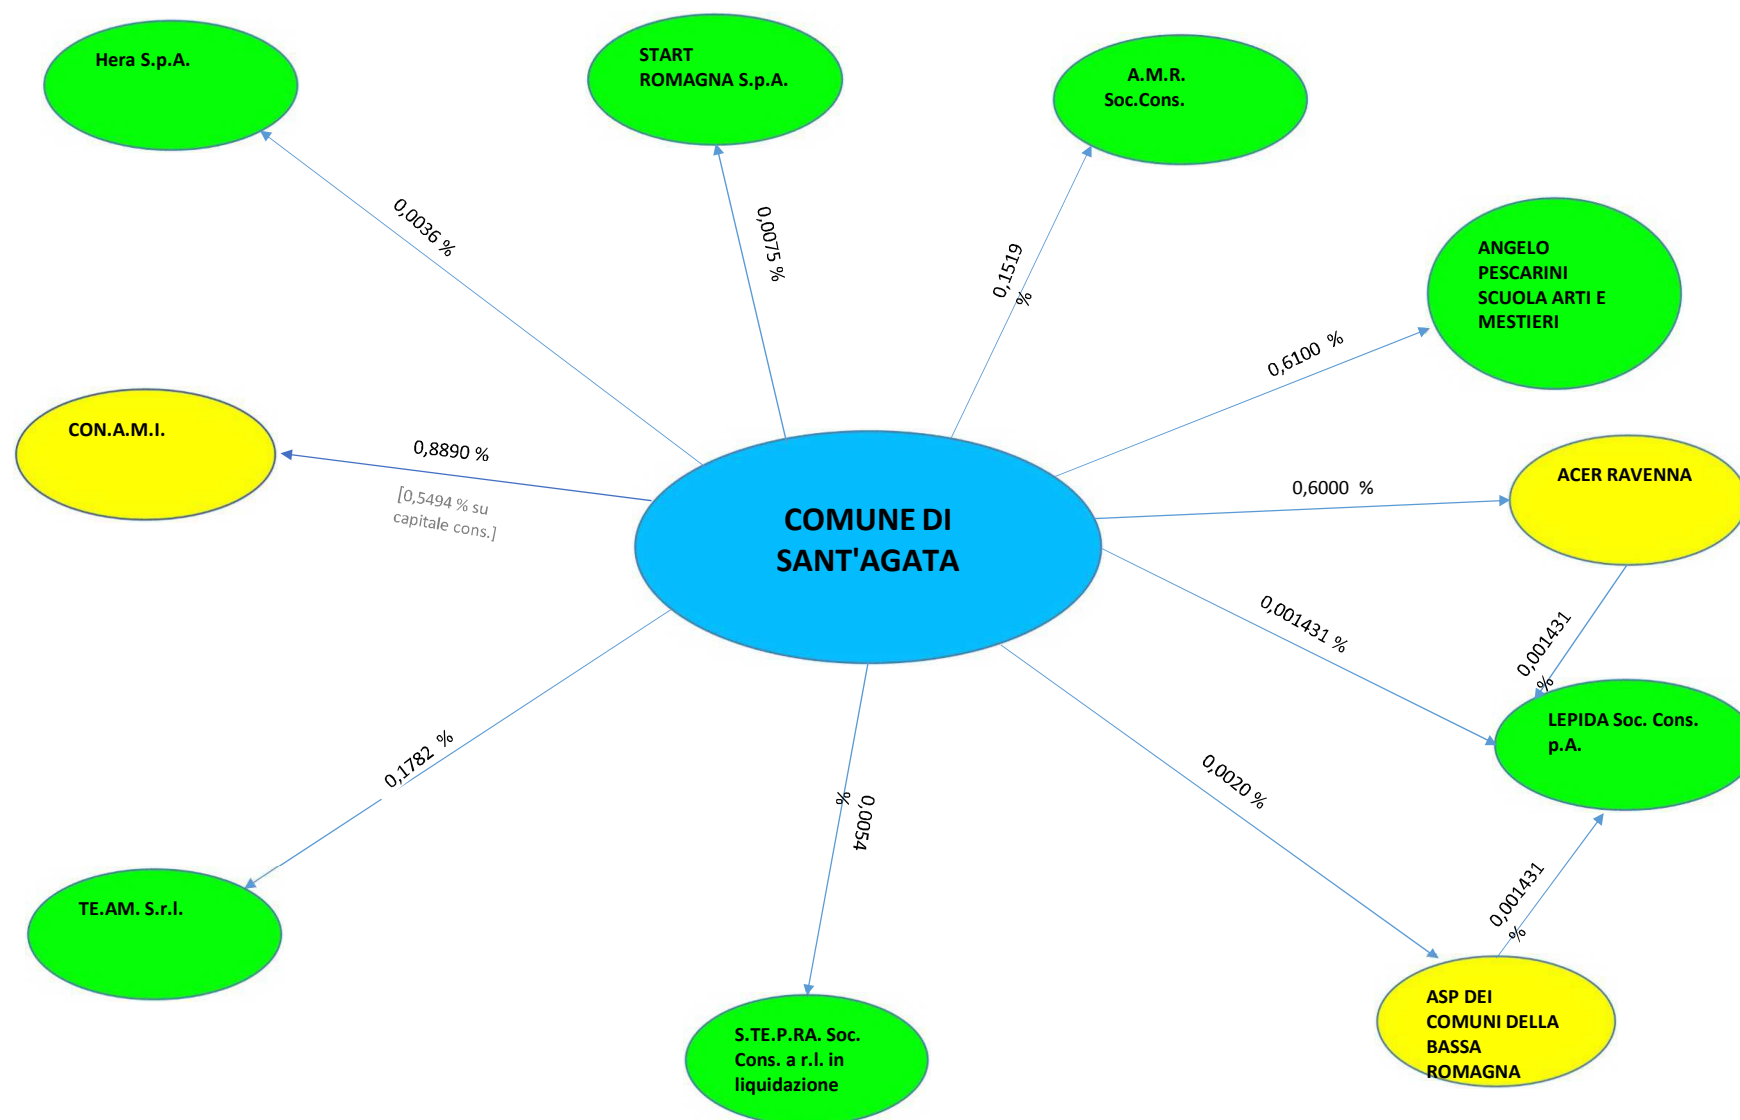 Hera S.p.A.
START
ROMAGNA S.p.A.
A.M.R.
Soc.Cons.
0,0036 %
0,0075 %
0,1519
%
ANGELO
PESCARINI
SCUOLA ARTI E
MESTIERI
0,6100 %
CON.A.M.I.
0,8890 %
[0,5494 % su
capitale cons.]
COMUNE DI
SANT'AGATA
0,6000 %
ACER RAVENNA
0,001431 %
0,001431
%
LEPIDA Soc. Cons.
p.A.
0,1782 %
0,0054
%
0,0020 %
0,001431
%
TE.AM. S.r.l.
S.TE.P.RA. Soc.
Cons. a r.l. in
liquidazione
ASP DEI
COMUNI DELLA
BASSA
ROMAGNA